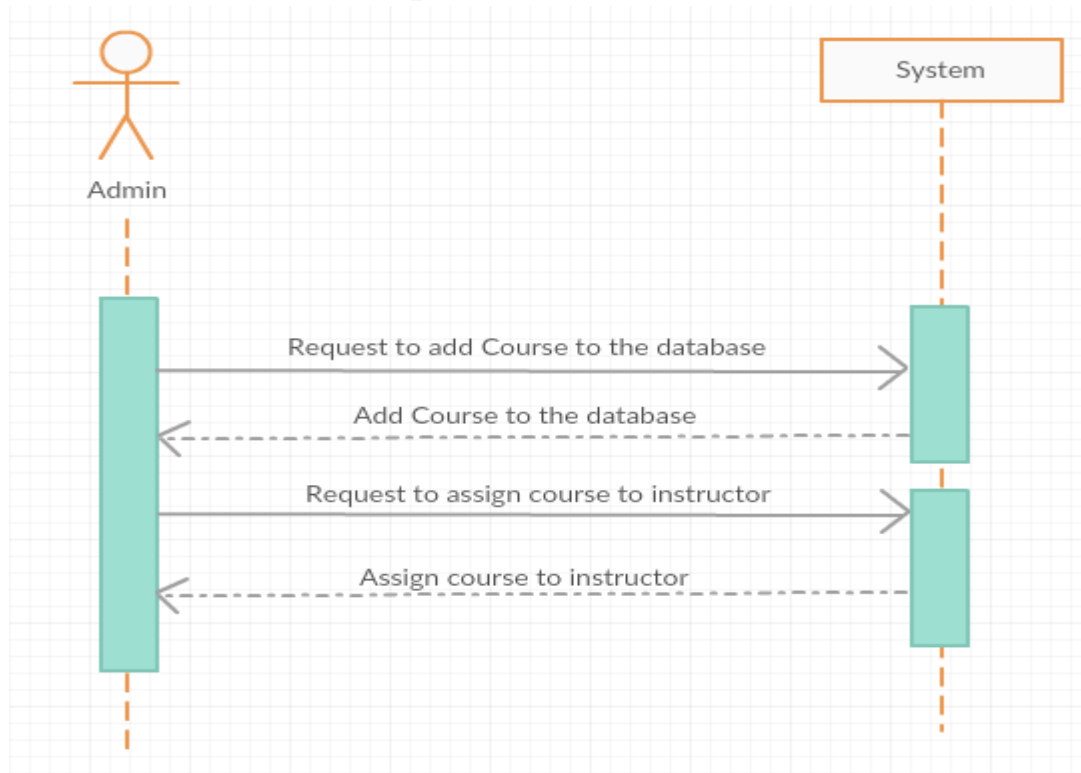 System
Admin
Request to add Course to the database
Add Course to the database
Request to assign course to instructor
Assign course to instructor